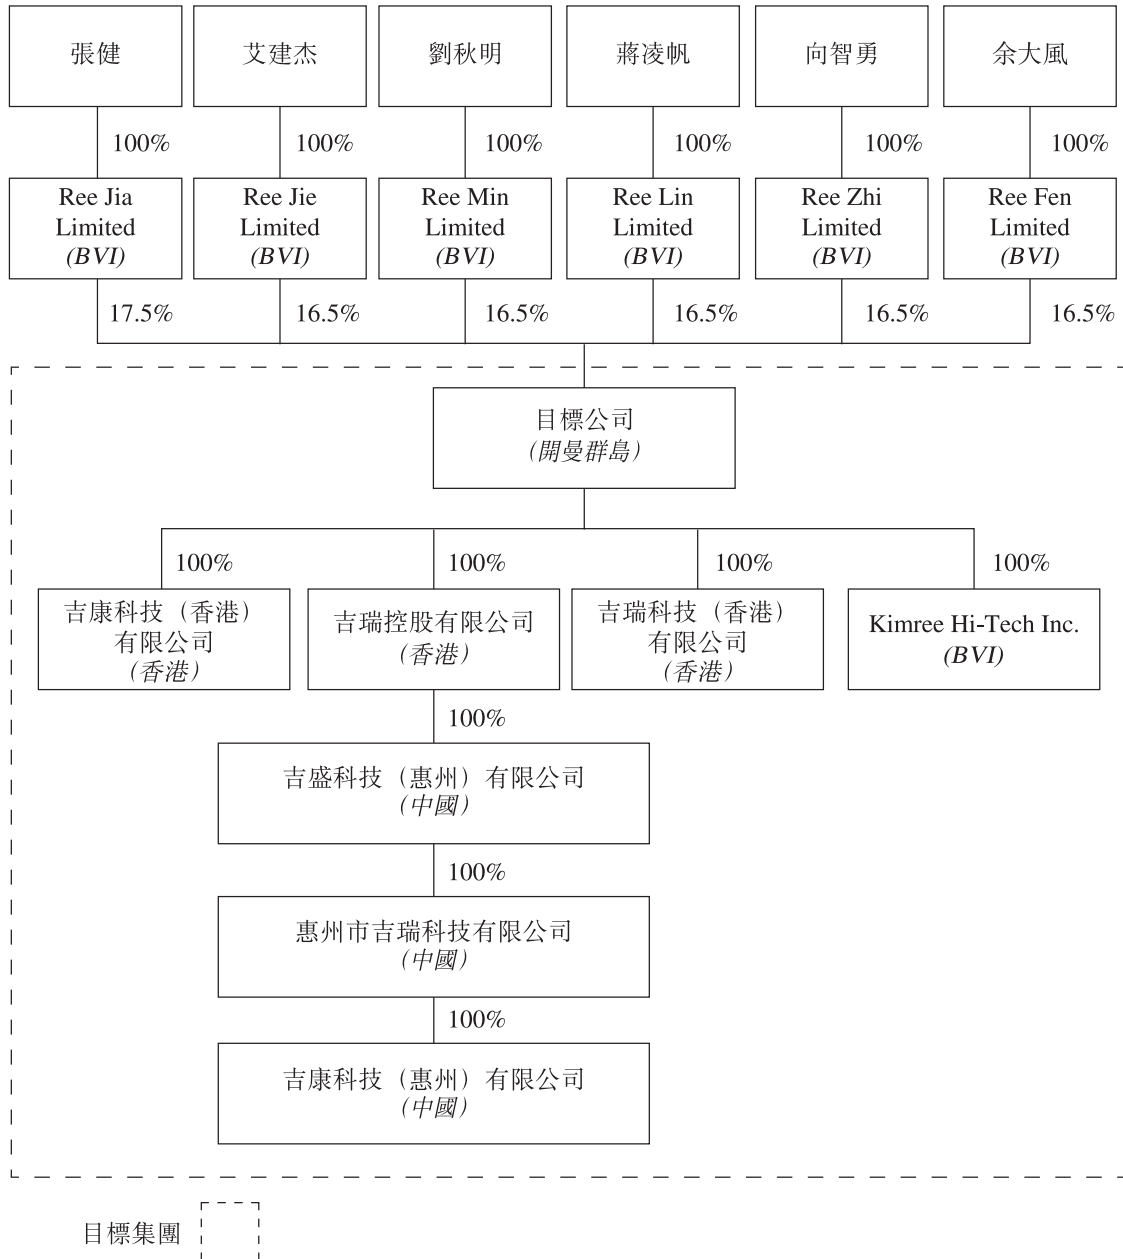 張健
艾建杰
劉秋明
蔣凌帆
向智勇
余大風
100%
100%
100%
100%
100%
100%
Ree Jia
Limited
(BVI)
Ree Jie
Limited
(BVI)
Ree Min
Limited
(BVI)
Ree Lin
Limited
(BVI)
Ree Zhi
Limited
(BVI)
Ree Fen
Limited
(BVI)
17.5%
16.5%
16.5%
16.5%
16.5%
16.5%
目標公司
(開曼群島)
100%
100%
100%
100%
吉康科技（香港）
有限公司
(香港)
吉瑞控股有限公司
(香港)
吉瑞科技（香港）
有限公司
(香港)
Kimree Hi-Tech Inc.
(BVI)
100%
吉盛科技（惠州）有限公司
(中國)
100%
惠州市吉瑞科技有限公司
(中國)
100%
吉康科技（惠州）有限公司
(中國)
目標集團